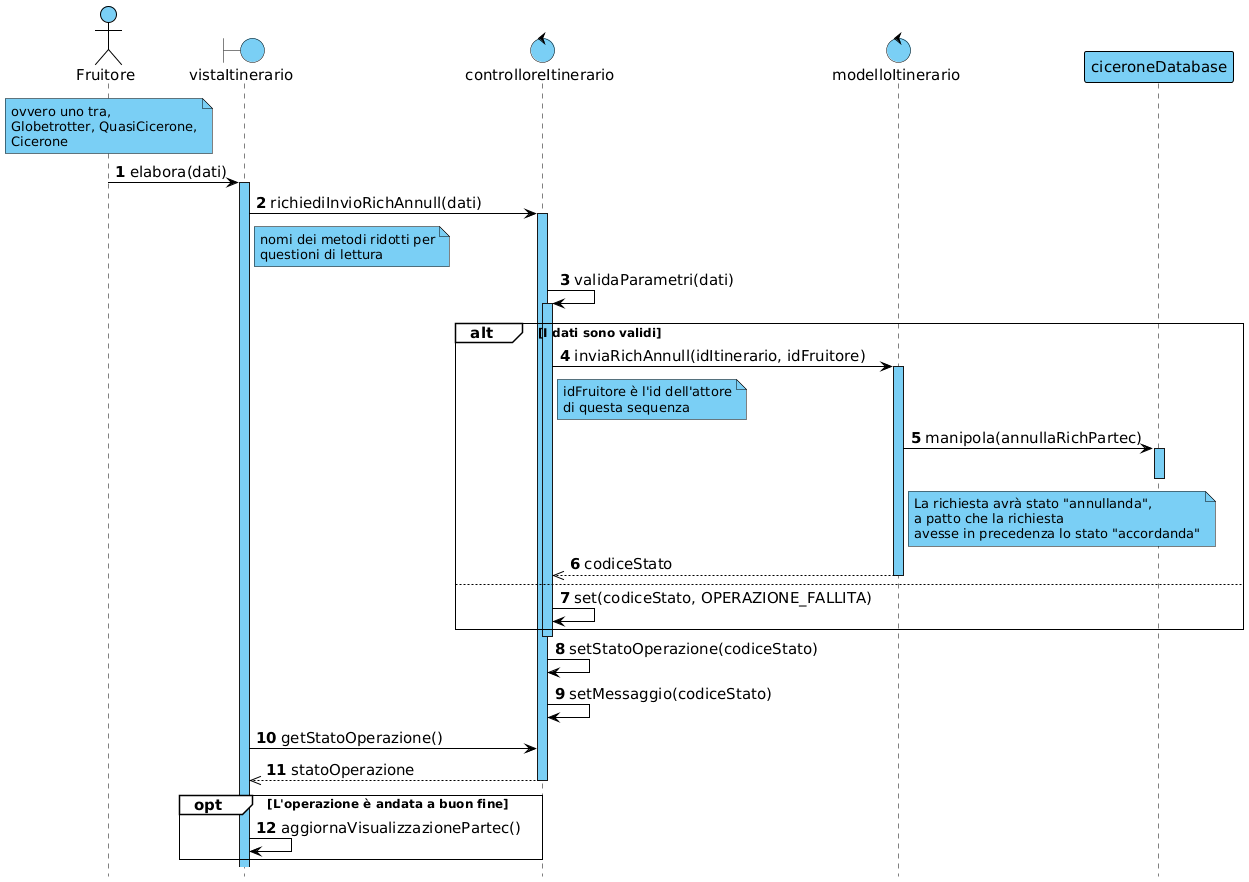 Fruitore
vistaItinerario
controlloreItinerario
modelloItinerario
ciceroneDatabase
ovvero uno tra,
Globetrotter, QuasiCicerone,
Cicerone
1 elabora(dati)
2 richiediInvioRichAnnull(dati)
nomi dei metodi ridotti per
questioni di lettura
3 validaParametri(dati)
alt [I dati sono validi]
4 inviaRichAnnull(idItinerario, idFruitore)
idFruitore è l'id dell'attore
di questa sequenza
5 manipola(annullaRichPartec)
La richiesta avrà stato "annullanda",
a patto che la richiesta
avesse in precedenza lo stato "accordanda"
6 codiceStato
7 set(codiceStato, OPERAZIONE_FALLITA)
8 setStatoOperazione(codiceStato)
9 setMessaggio(codiceStato)
10 getStatoOperazione()
11 statoOperazione
opt [L'operazione è andata a buon fine]
12 aggiornaVisualizzazionePartec()